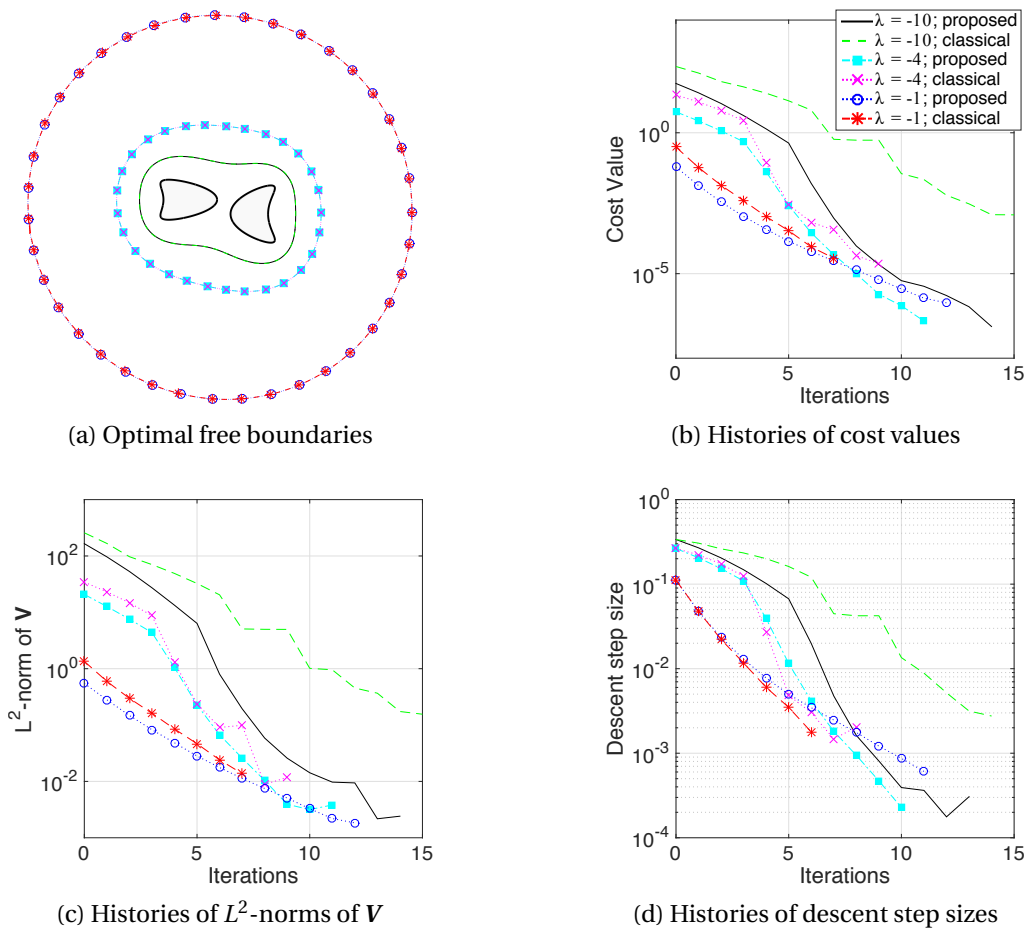 (a) Optimal free boundaries
λ = -10; proposed
λ = -10; classical
λ = -4; proposed
λ = -4; classical
λ = -1; proposed
λ = -1; classical
Cost Value
10^0
10^-5
0 5 10 15
Iterations
(b) Histories of cost values
L^2-norm of V
10^2
10^0
10^-2
0 5 10 15
Iterations
(c) Histories of L^2-norms of V
Descent step size
10^0
10^-1
10^-2
10^-3
10^-4
0 5 10 15
Iterations
(d) Histories of descent step sizes